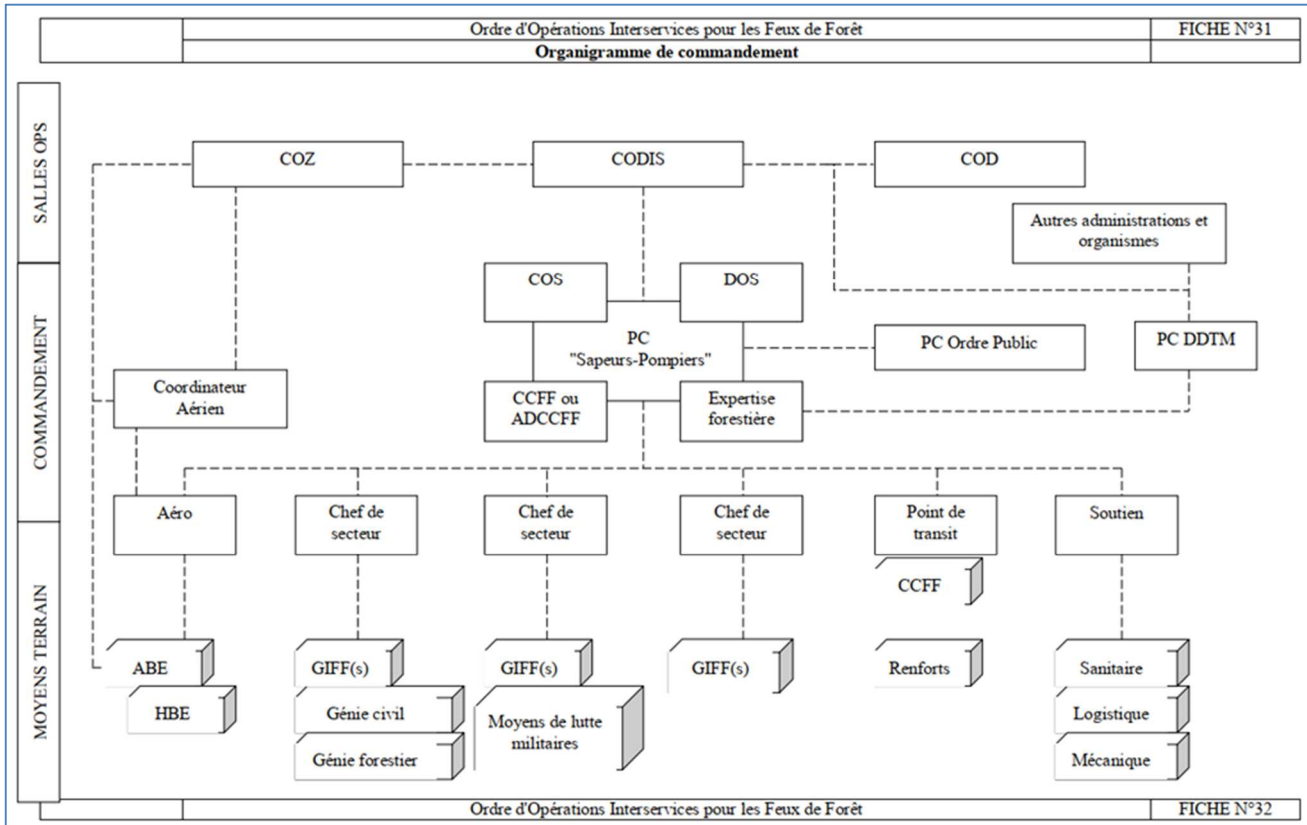 Ordre d'Opérations Interservices pour les Feux de Forêt
FICHE N°31
Organigramme de commandement
SALLES OPS
COZ
CODIS
COD
Autres administrations et
organismes
COMMANDEMENT
COS
DOS
PC
"Sapeurs-Pompiers"
PC Ordre Public
PC DDTM
Coordinateur
Aérien
CCFF ou
ADCCFF
Expertise
forestière
Aéro
Chef de
secteur
Chef de
secteur
Chef de
secteur
Point de
transit
Soutien
MOYENS TERRAIN
CCFF
ABE
HBE
GIFF(s)
Génie civil
Génie forestier
GIFF(s)
Moyens de lutte
militaires
GIFF(s)
Renforts
Sanitaire
Logistique
Mécanique
Ordre d'Opérations Interservices pour les Feux de Forêt
FICHE N°32